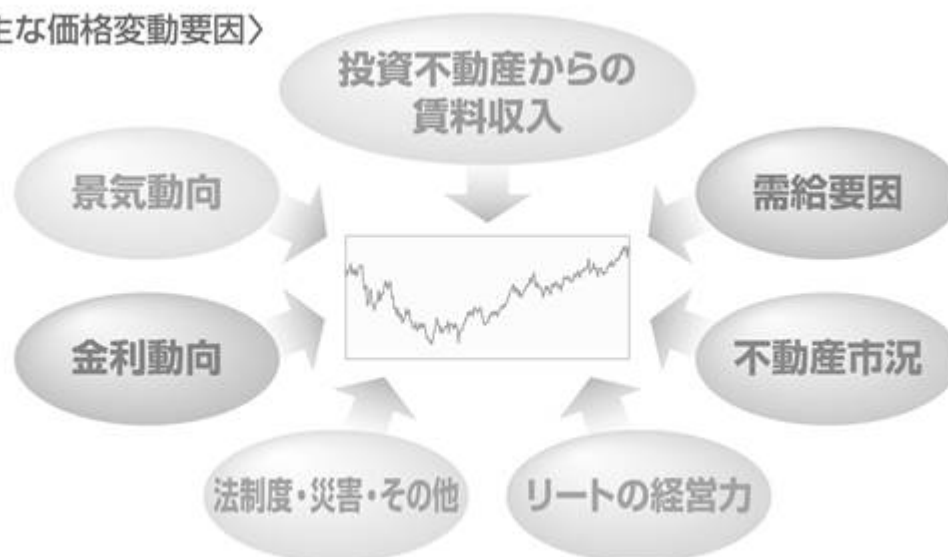 主な価格変動要因〉
投資不動産からの
賃料収入
景気動向
需給要因
金利動向
不動産市況
法制度・災害・その他
リートの経営力